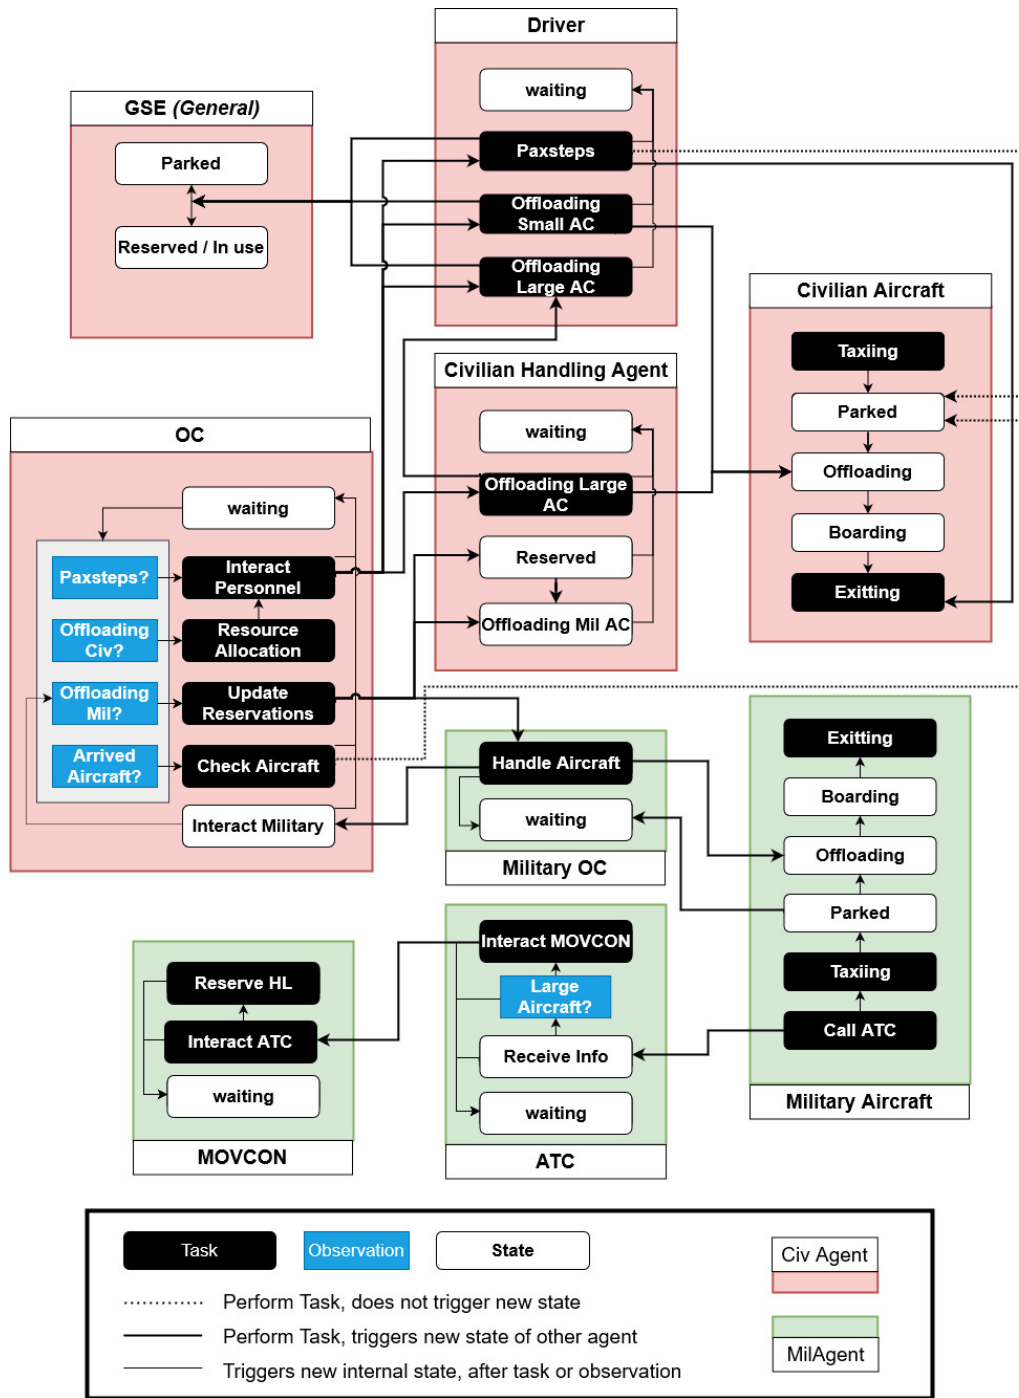 Driver
waiting
Paxsteps
Offloading
Small AC
Offloading
Large AC
GSE (General)
Parked
Reserved / In use
Civilian Aircraft
Taxiing
Parked
Offloading
Boarding
Exitting
Civilian Handling Agent
waiting
Offloading Large
AC
Reserved
Offloading Mil AC
OC
waiting
Paxsteps?
Interact
Personnel
Offloading
Civ?
Resource
Allocation
Offloading
Mil?
Update
Reservations
Arrived
Aircraft?
Check Aircraft
Interact Military
Handle Aircraft
waiting
Military OC
Exitting
Boarding
Offloading
Parked
Taxiing
Call ATC
Military Aircraft
Reserve HL
Interact ATC
waiting
MOVCON
Interact MOVCON
Large
Aircraft?
Receive Info
waiting
ATC
Task
Observation
State
Perform Task, does not trigger new state
Perform Task, triggers new state of other agent
Triggers new internal state, after task or observation
Civ Agent
MilAgent